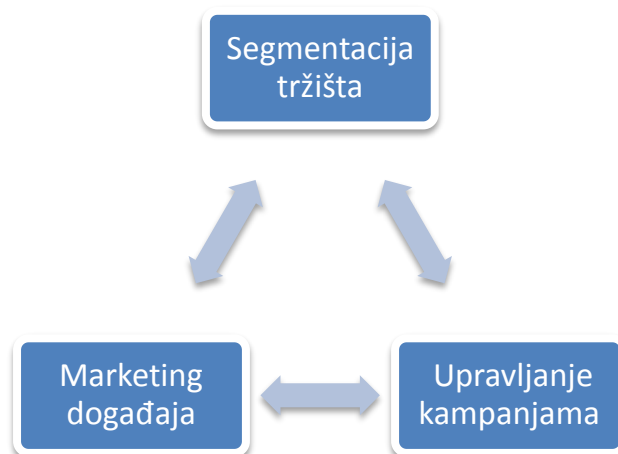 Segmentacija
tržišta
Marketing
događaja
Upravljanje
kampanjama